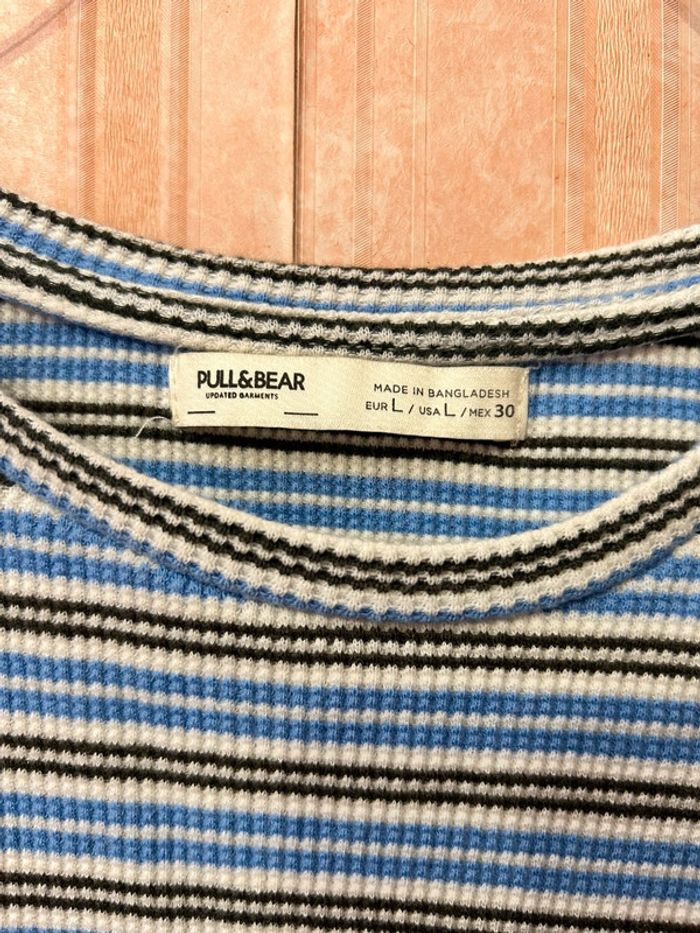 PULL&BEAR
UPDATED GARMENTS
MADE IN BANGLADESH
EUR L / USA L / MEX 30